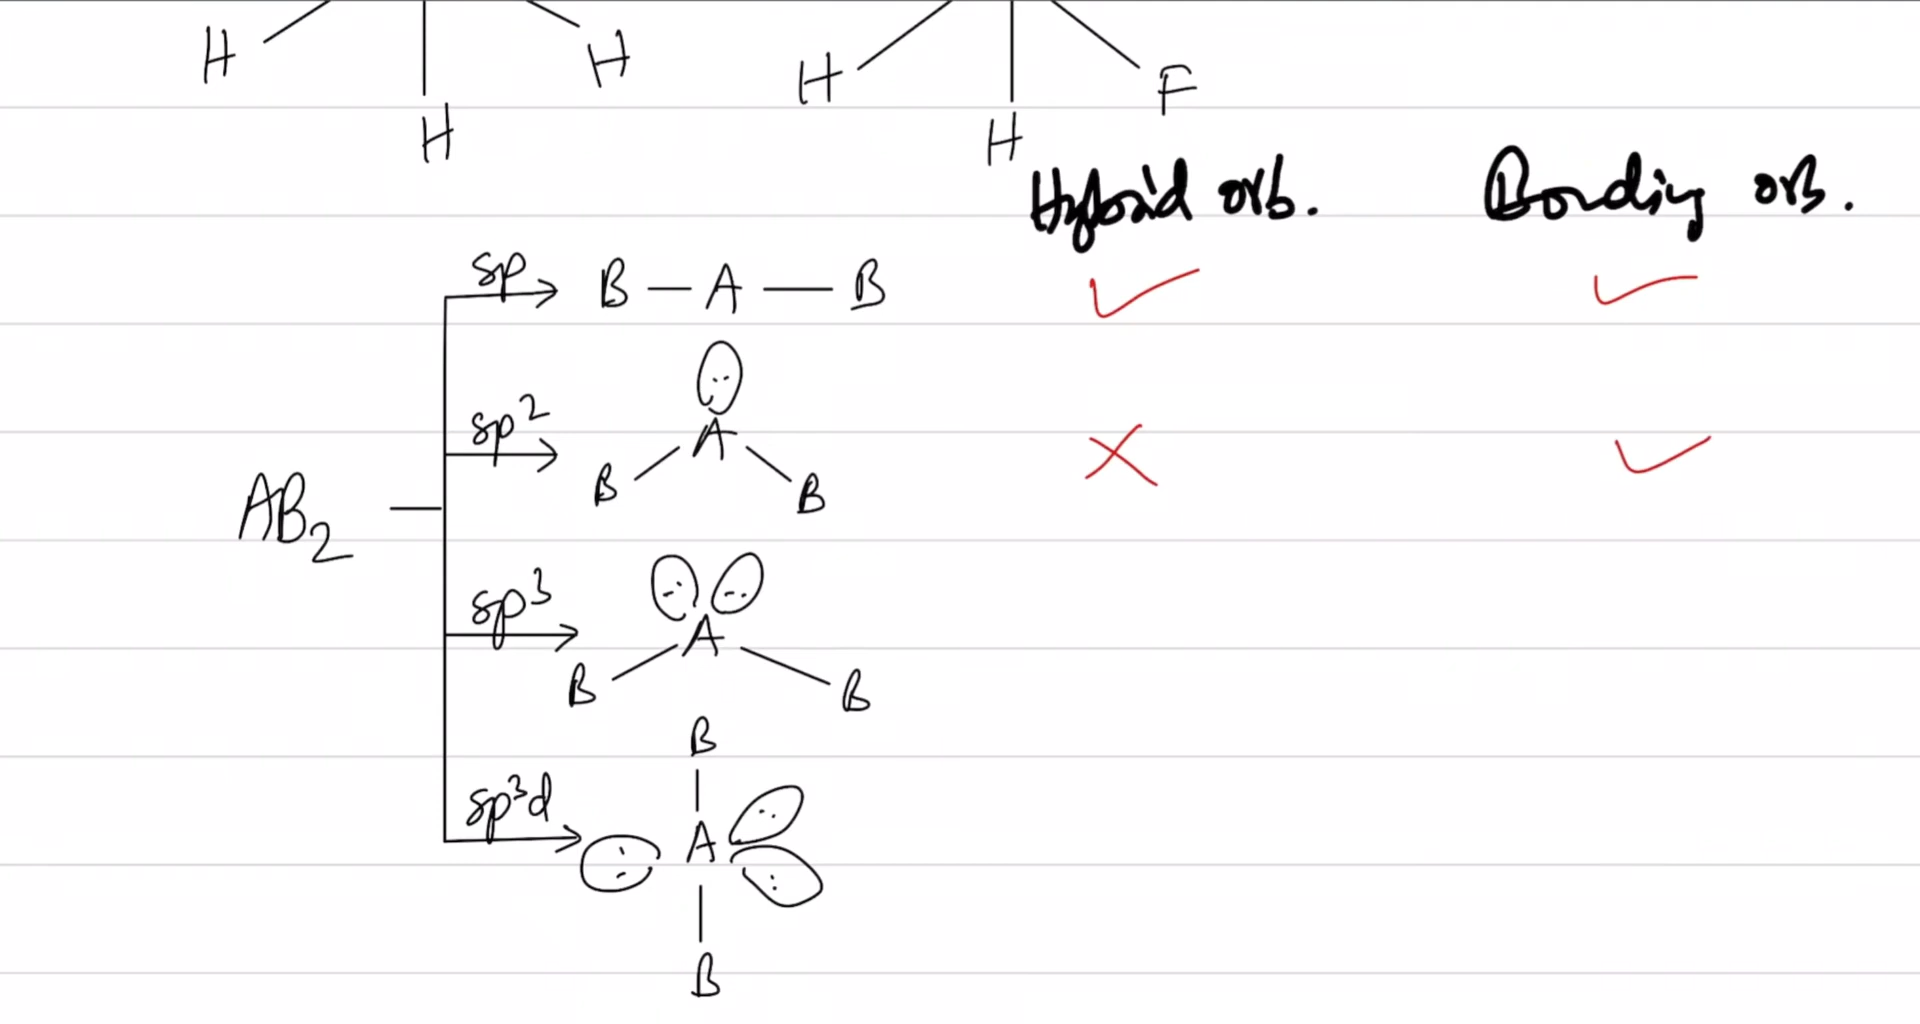 H H H F
H H
Hybrid orb. Bonding orb.
sp B — A — B ✓ ✓
sp² A ✗ ✓
B B
AB₂
sp³ A
B B
B
sp³d A
B